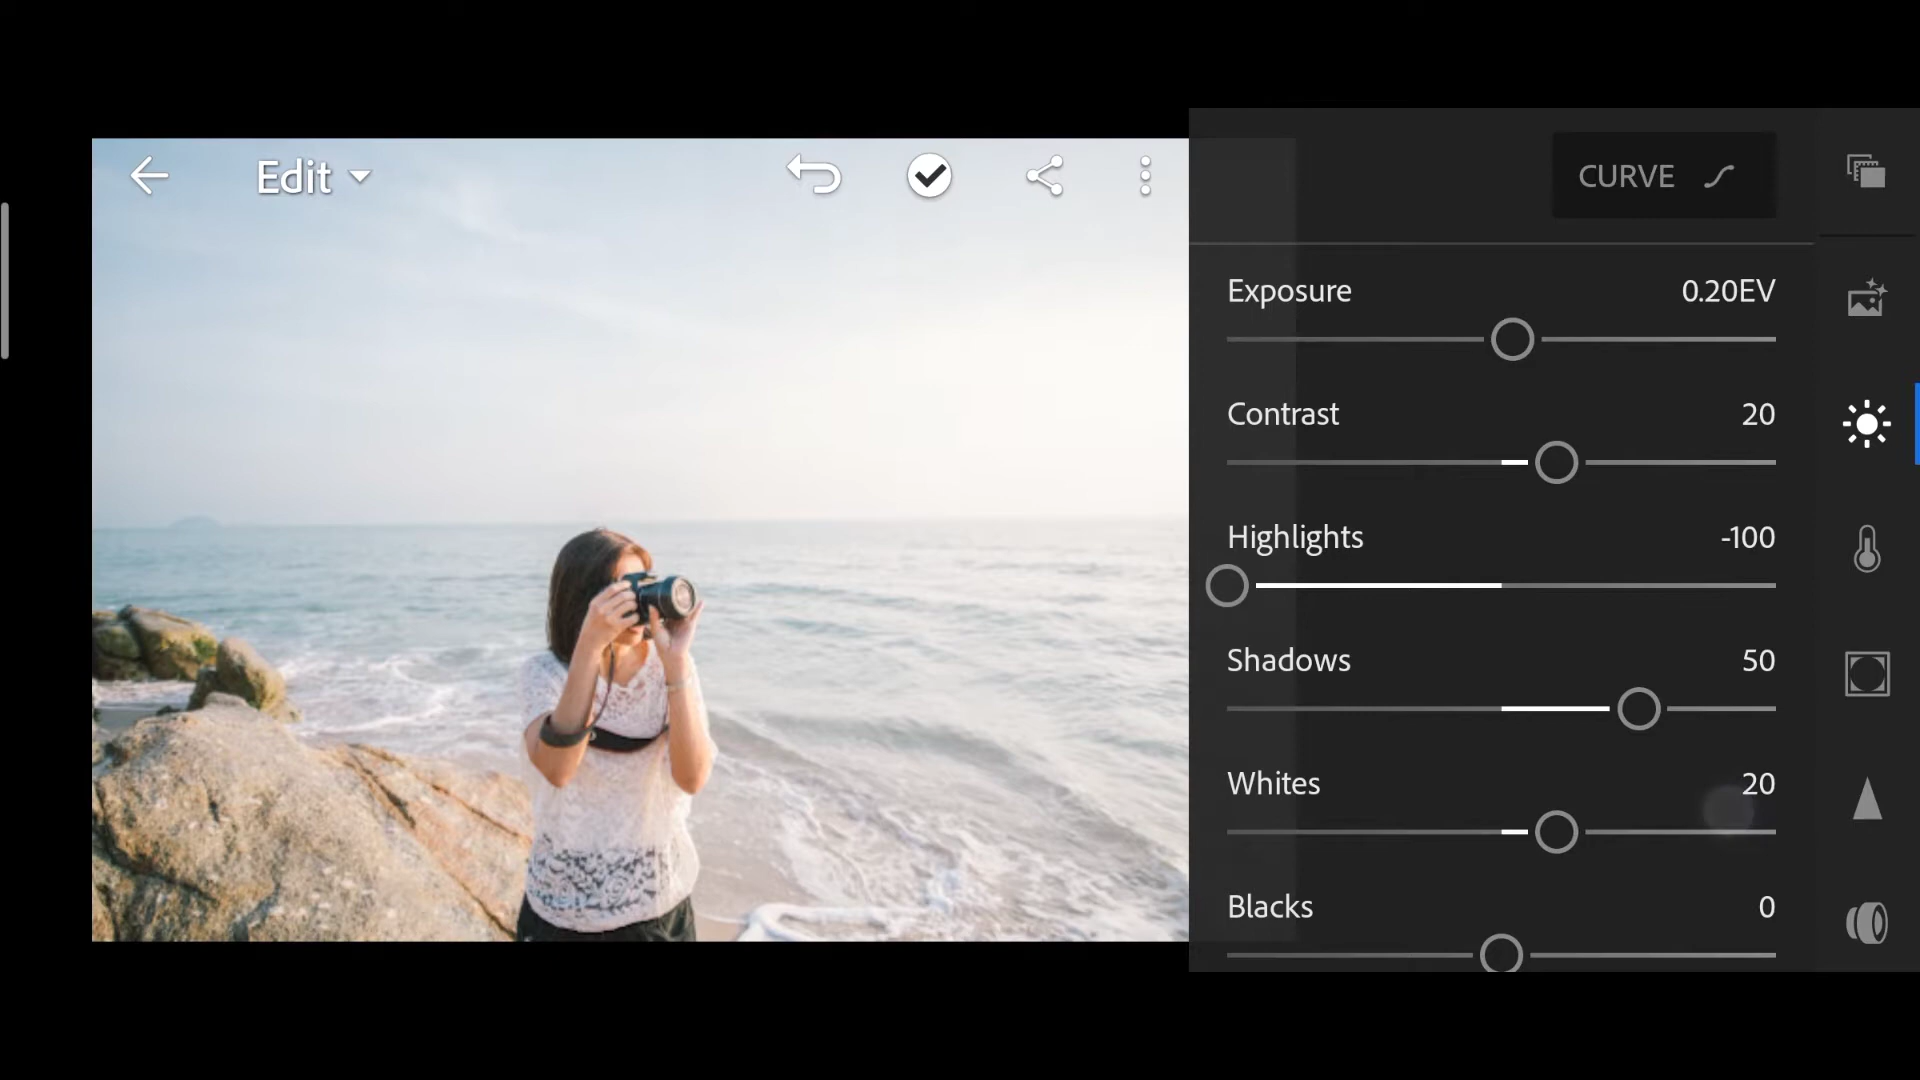 Edit
CURVE
Exposure 0.20EV
Contrast 20
Highlights -100
Shadows 50
Whites 20
Blacks 0